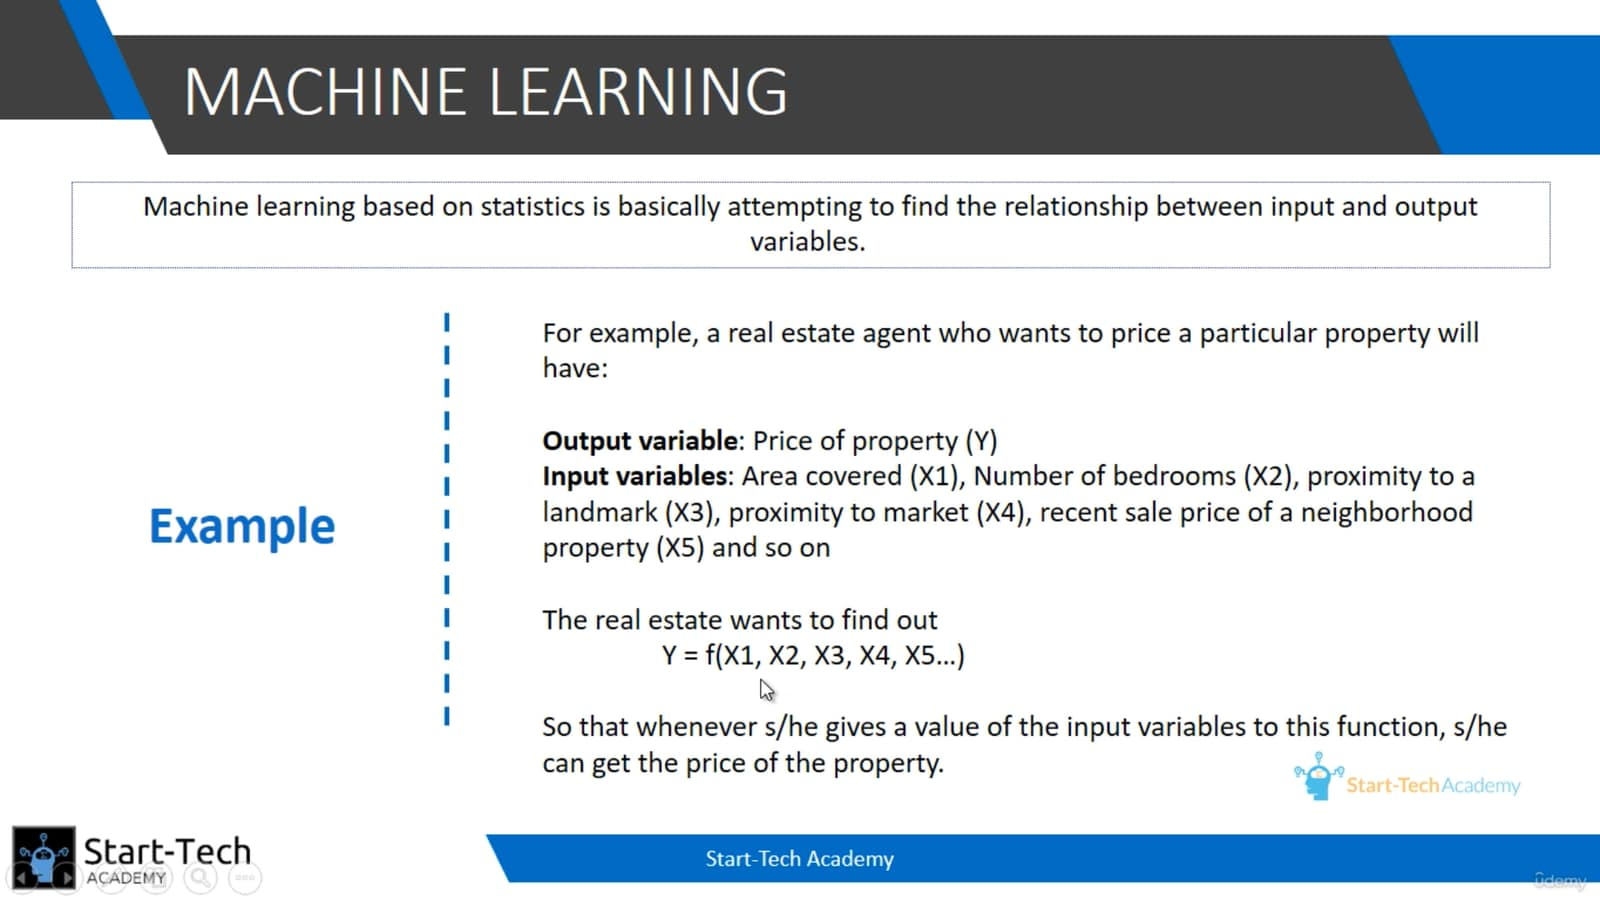 MACHINE LEARNING
Machine learning based on statistics is basically attempting to find the relationship between input and output
variables.
Example
For example, a real estate agent who wants to price a particular property will
have:
Output variable: Price of property (Y)
Input variables: Area covered (X1), Number of bedrooms (X2), proximity to a
landmark (X3), proximity to market (X4), recent sale price of a neighborhood
property (X5) and so on
The real estate wants to find out
Y = f(X1, X2, X3, X4, X5...)
So that whenever s/he gives a value of the input variables to this function, s/he
can get the price of the property.
Start-Tech Academy
Start-Tech
ACADEMY
Start-Tech Academy
ûdemy